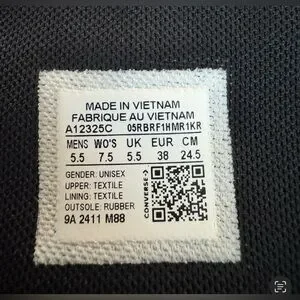 MADE IN VIETNAM
FABRIQUE AU VIETNAM
A12325C 05RBRF1HMR1KR
MENS WO'S UK EUR CM
5.5 7.5 5.5 38 24.5
GENDER: UNISEX
UPPER: TEXTILE
LINING: TEXTILE
OUTSOLE: RUBBER
9A 2411 M88
CONVERSE